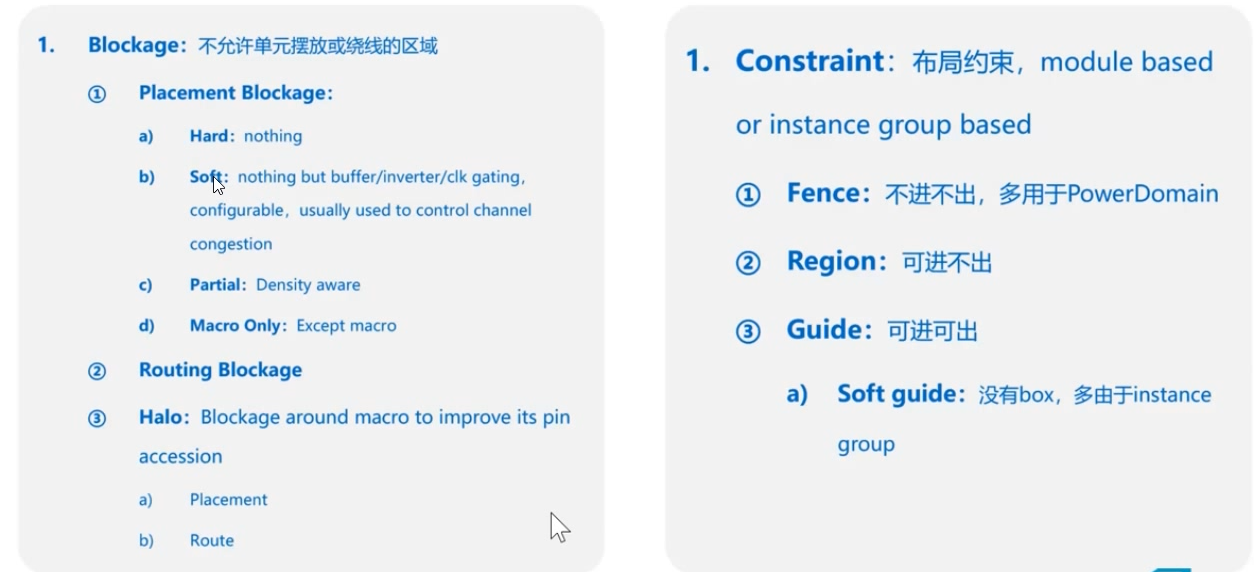 1. Blockage：不允许单元摆放或绕线的区域
① Placement Blockage：
a) Hard：nothing
b) Soft：nothing but buffer/inverter/clk gating,
configurable，usually used to control channel
congestion
c) Partial：Density aware
d) Macro Only：Except macro
② Routing Blockage
③ Halo：Blockage around macro to improve its pin
accession
a) Placement
b) Route
1. Constraint：布局约束，module based
or instance group based
① Fence：不进不出，多用于PowerDomain
② Region：可进不出
③ Guide：可进可出
a) Soft guide：没有box，多由于instance
group